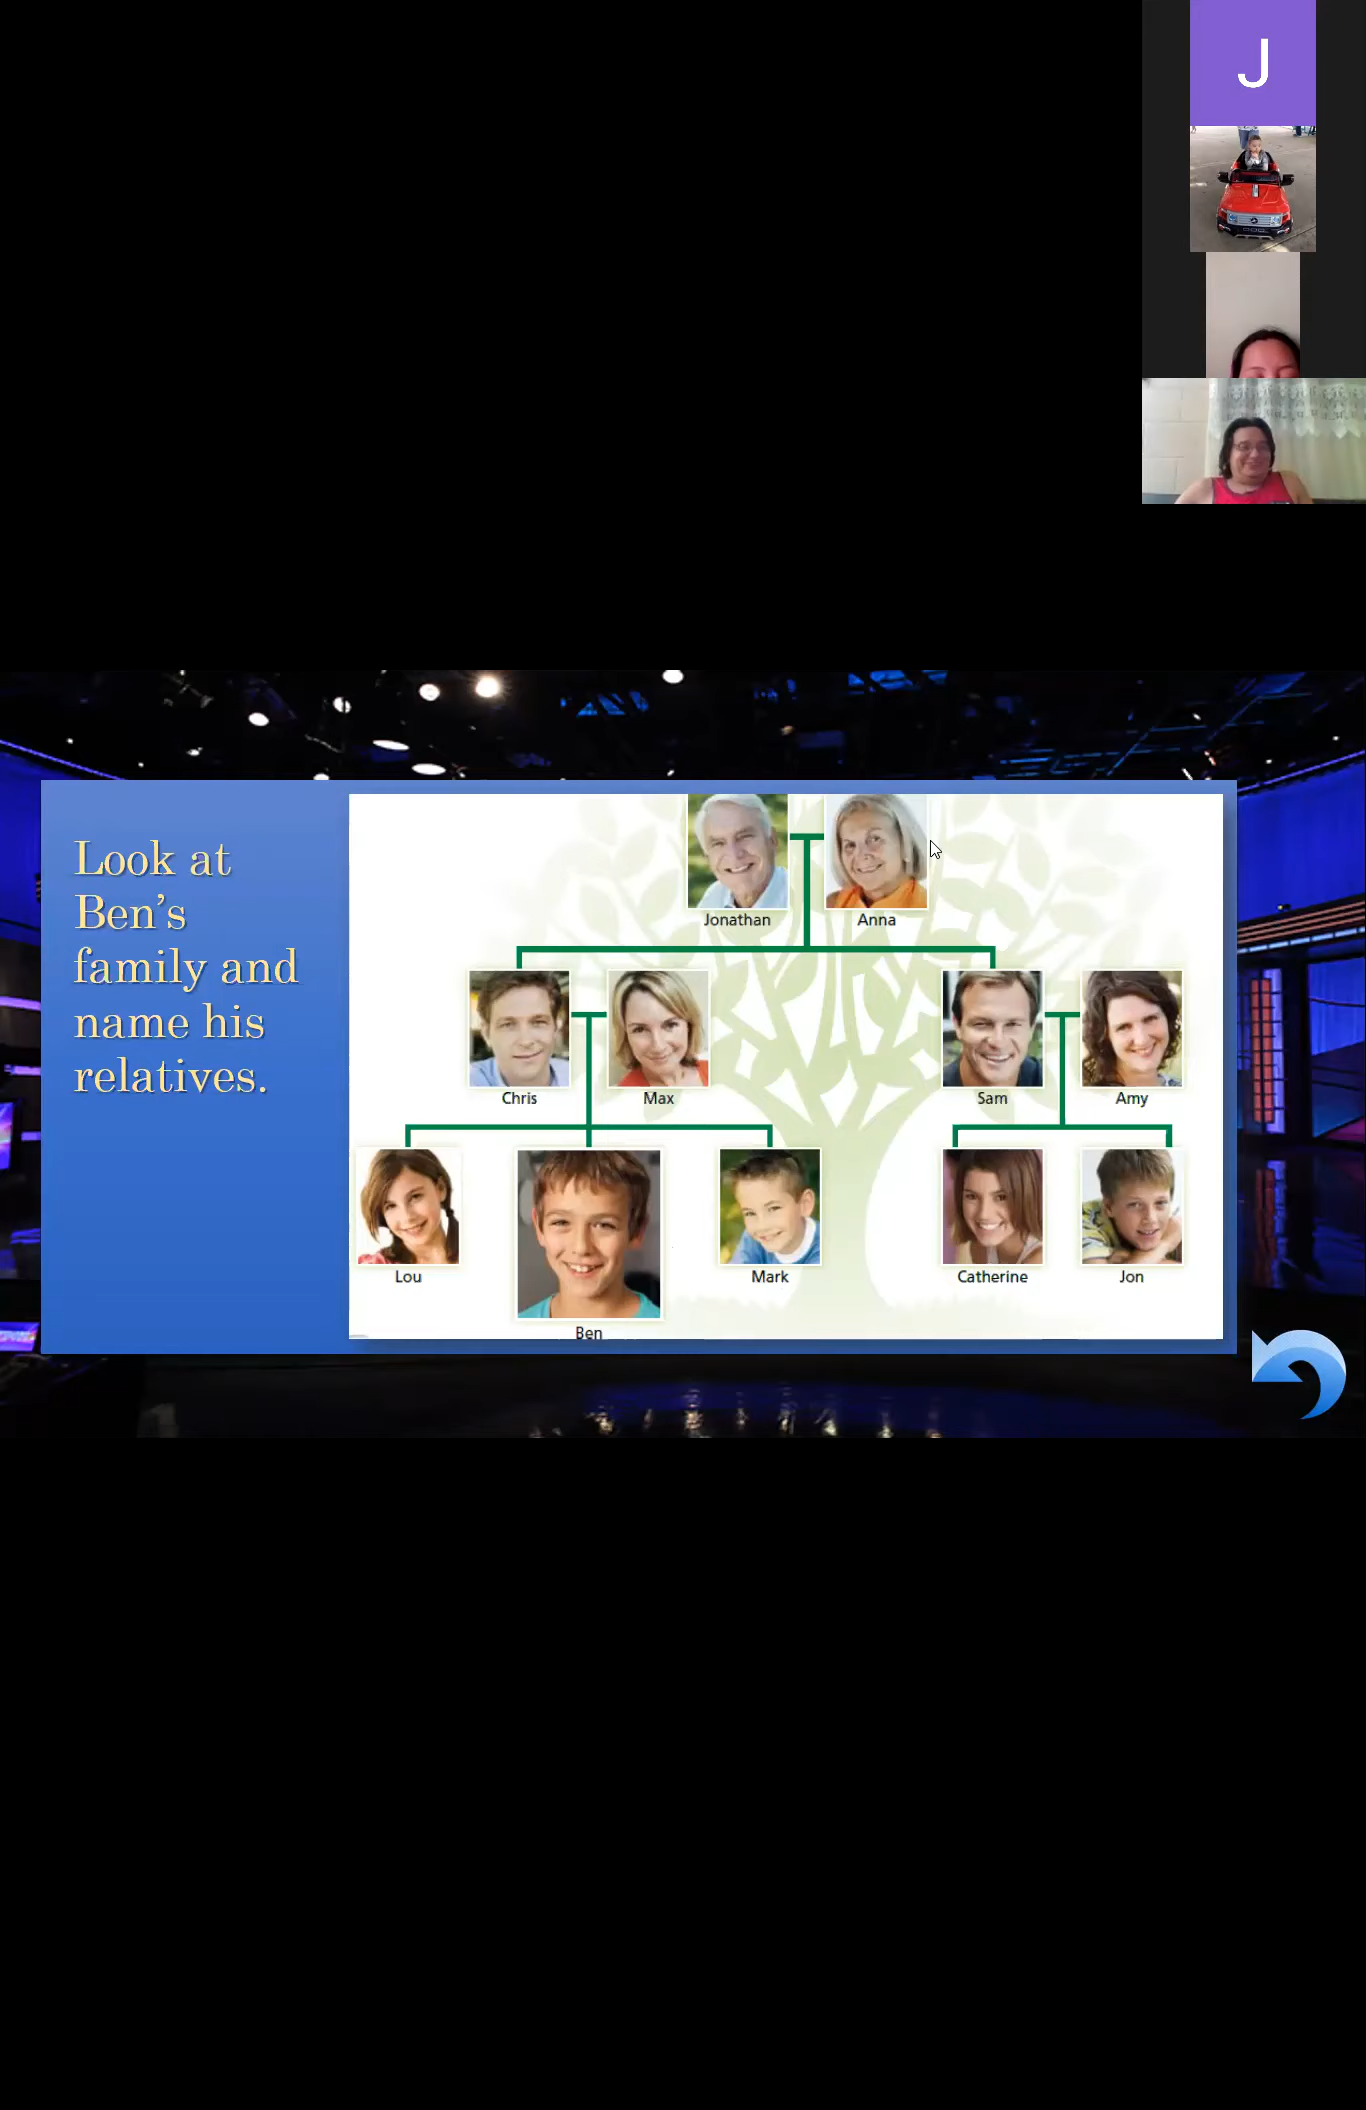 J
Look at
Ben's
family and
name his
relatives.
Jonathan Anna
Chris Max Sam Amy
Lou Mark Catherine Jon
Ben